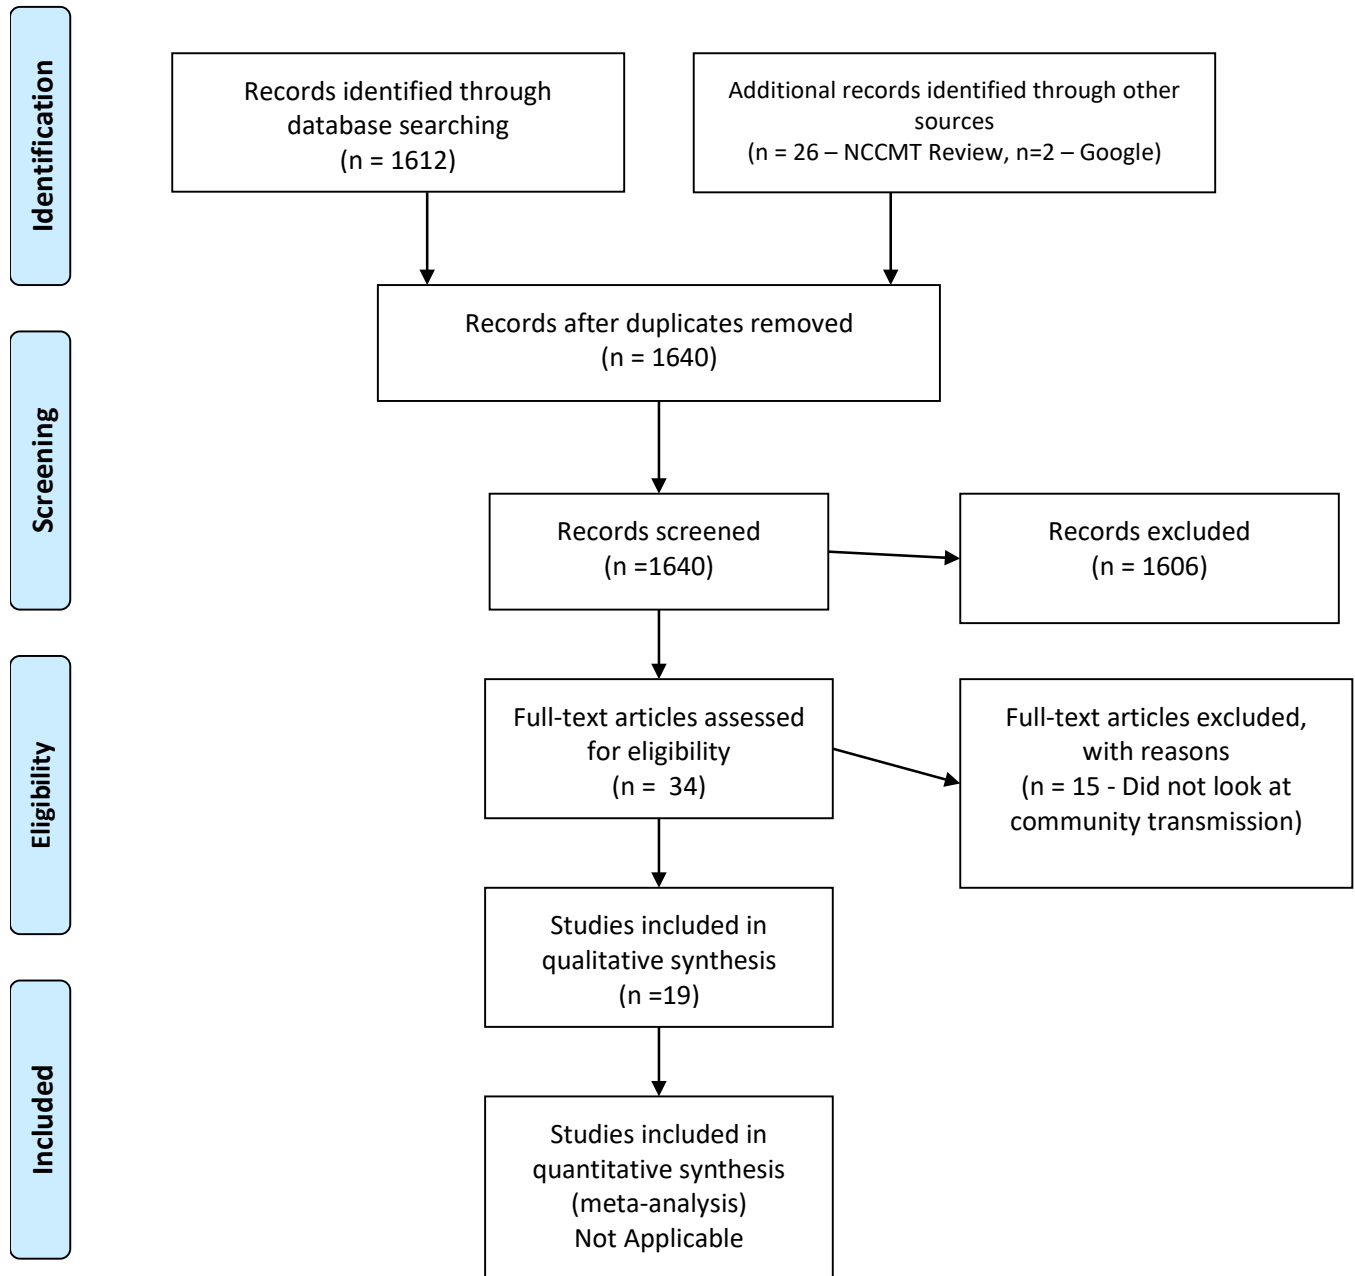 Identification
Records identified through
database searching
(n = 1612)
Additional records identified through other
sources
(n = 26 – NCCMT Review, n=2 – Google)
Records after duplicates removed
(n = 1640)
Screening
Records screened
(n =1640)
Records excluded
(n = 1606)
Eligibility
Full-text articles assessed
for eligibility
(n =  34)
Full-text articles excluded,
with reasons
(n = 15 - Did not look at
community transmission)
Studies included in
qualitative synthesis
(n =19)
Included
Studies included in
quantitative synthesis
(meta-analysis)
Not Applicable